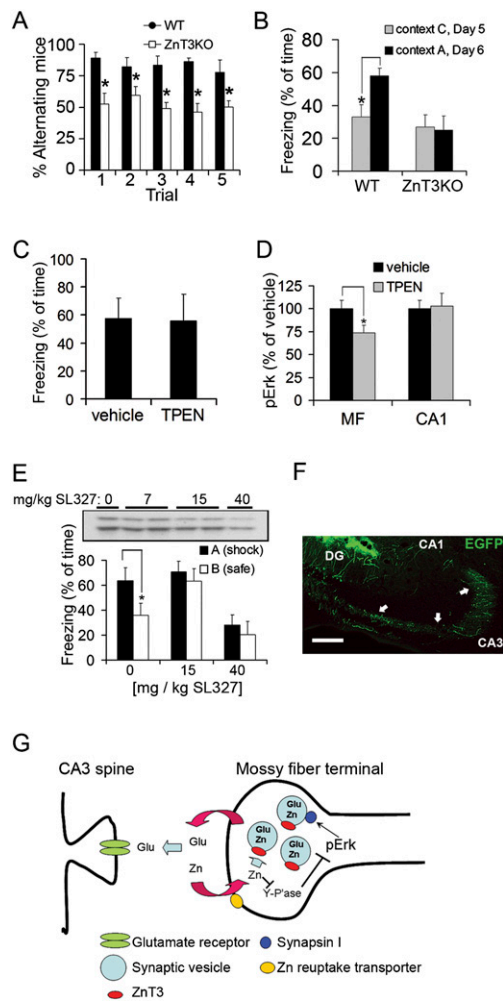 A
WT
ZnT3KO
% Alternating mice
100
75
50
25
0
* * * * *
1 2 3 4 5
Trial
B
context C, Day 5
context A, Day 6
Freezing (% of time)
80
60
40
20
0
*
WT ZnT3KO
C
Freezing (% of time)
100
80
60
40
20
0
vehicle TPEN
D
vehicle
TPEN
pErk (% of vehicle)
125
100
75
50
25
0
*
MF CA1
E
mg/kg SL327: 0 7 15 40
A (shock)
B (safe)
Freezing (% of time)
80
60
40
20
0
*
0 15 40
[mg / kg SL327]
F
CA1 EGFP
DG
CA3
G
CA3 spine Mossy fiber terminal
Glu Zn
Glu Zn
Glu Zn
pErk
Glu Glu
Zn
Zn
Y-P'ase
Glutamate receptor
Synapsin I
Synaptic vesicle
Zn reuptake transporter
ZnT3